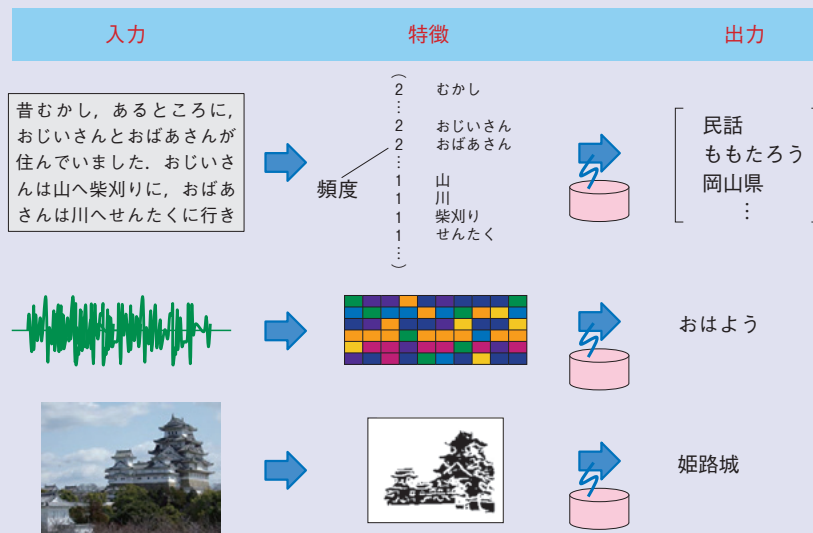 入力
特徴
出力
昔むかし，あるところに，
おじいさんとおばあさんが
住んでいました．おじいさ
んは山へ柴刈りに，おばあ
さんは川へせんたくに行き
(
2 むかし
…
2 おじいさん
2 おばあさん
…
頻度
1 山
1 川
1 柴刈り
1 せんたく
…
)
民話
ももたろう
岡山県
…
おはよう
姫路城